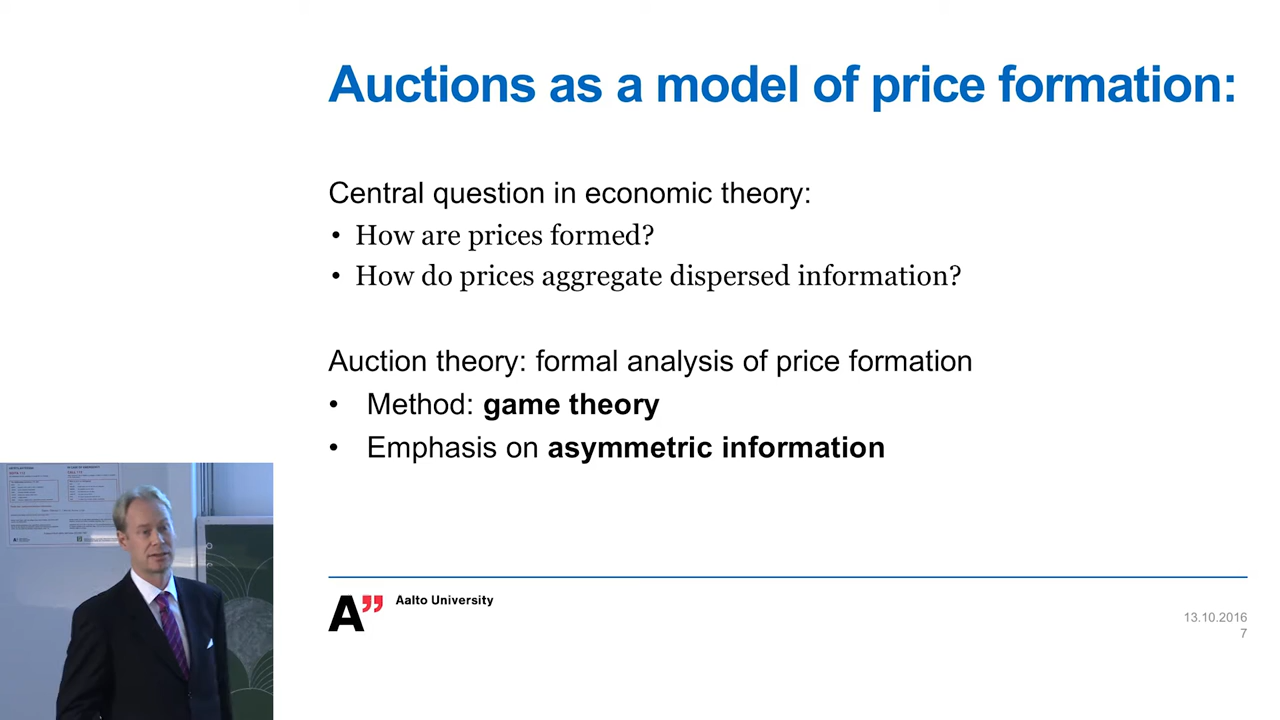 Auctions as a model of price formation:
Central question in economic theory:
• How are prices formed?
• How do prices aggregate dispersed information?
Auction theory: formal analysis of price formation
• Method: game theory
• Emphasis on asymmetric information
A”
Aalto University
13.10.2016
7